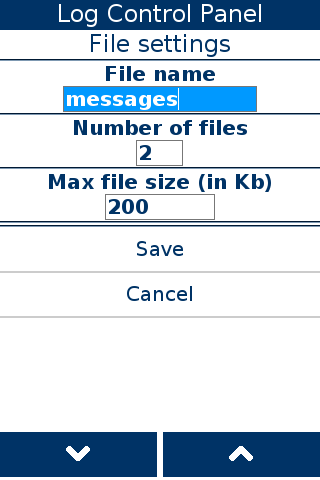 Log Control Panel
File settings
File name
messages
Number of files
2
Max file size (in Kb)
200
Save
Cancel